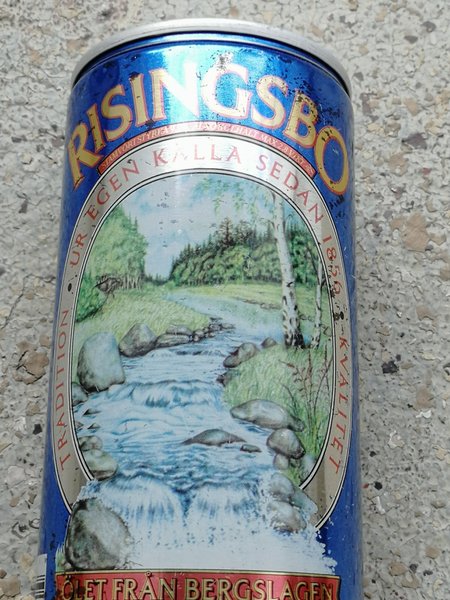 RISINGSBO
TRADITION · UR EGEN KÄLLA SEDAN 1850 · KVALITET
ÖLET FRÅN BERGSLAGEN